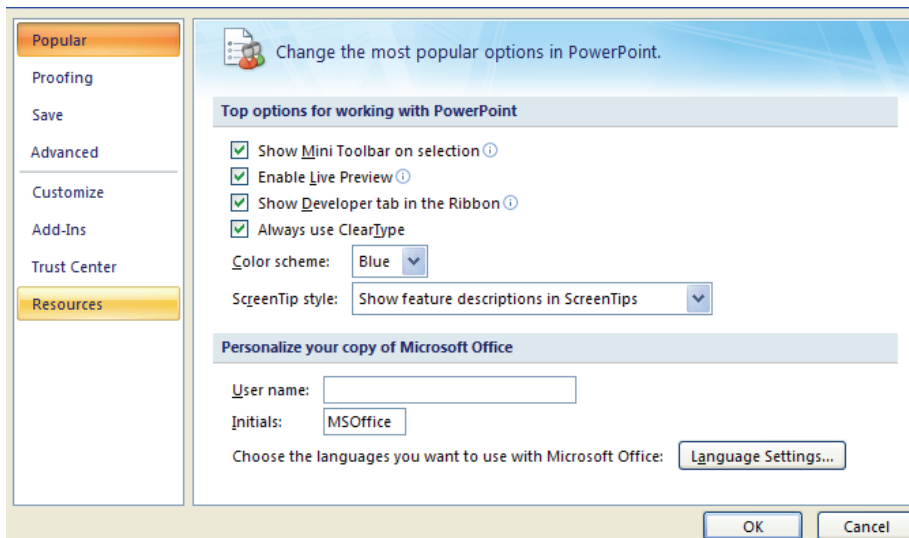 Popular
Proofing
Save
Advanced
Customize
Add-Ins
Trust Center
Resources
Change the most popular options in PowerPoint.
Top options for working with PowerPoint
Show Mini Toolbar on selection
Enable Live Preview
Show Developer tab in the Ribbon
Always use ClearType
Color scheme: Blue
ScreenTip style: Show feature descriptions in ScreenTips
Personalize your copy of Microsoft Office
User name:
Initials: MSOffice
Choose the languages you want to use with Microsoft Office: Language Settings...
OK Cancel